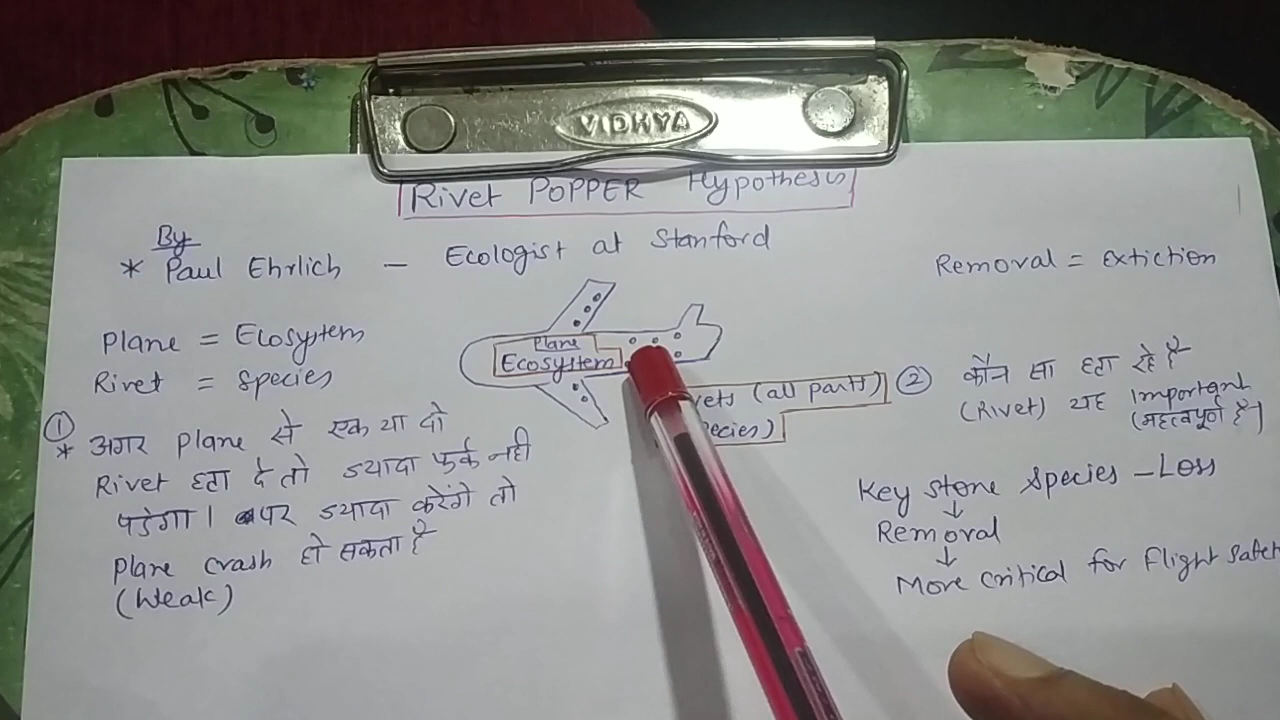 VIDHYA
Rivet POPPER Hypothesis
By
* Paul Ehrlich – Ecologist at Stanford
Removal = Extiction
Plane = Ecosystem
Rivet = Species
Plane
Ecosystem
(all parts)
① * अगर plane से एक या दो
Rivet हटा दे तो ज्यादा फर्क नही
पड़ेगा। पर ज्यादा करेंगे तो
Plane crash हो सकता है
(Weak)
② कौन सा हटा रहे है
(Rivet) यह Important
(महत्वपूर्ण है)
Key stone Species – Loss
↓
Removal
↓
More Critical for flight